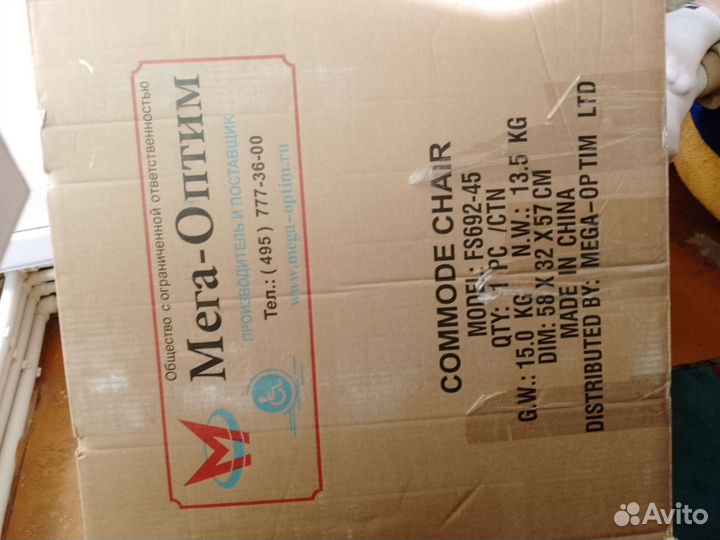 Общество с ограниченной ответственностью
Мега-Оптим
ПРОИЗВОДИТЕЛЬ И ПОСТАВЩИК
Тел.: (495) 777-36-00
www.mega-optim.ru
COMMODE CHAIR
MODEL: FS692-45
QTY: 1 PC /CTN
G.W.: 15.0 KG N.W.: 13.5 KG
DIM: 58 X 32 X 57 CM
MADE IN CHINA
DISTRIBUTED BY: MEGA-OPTIM LTD
Avito